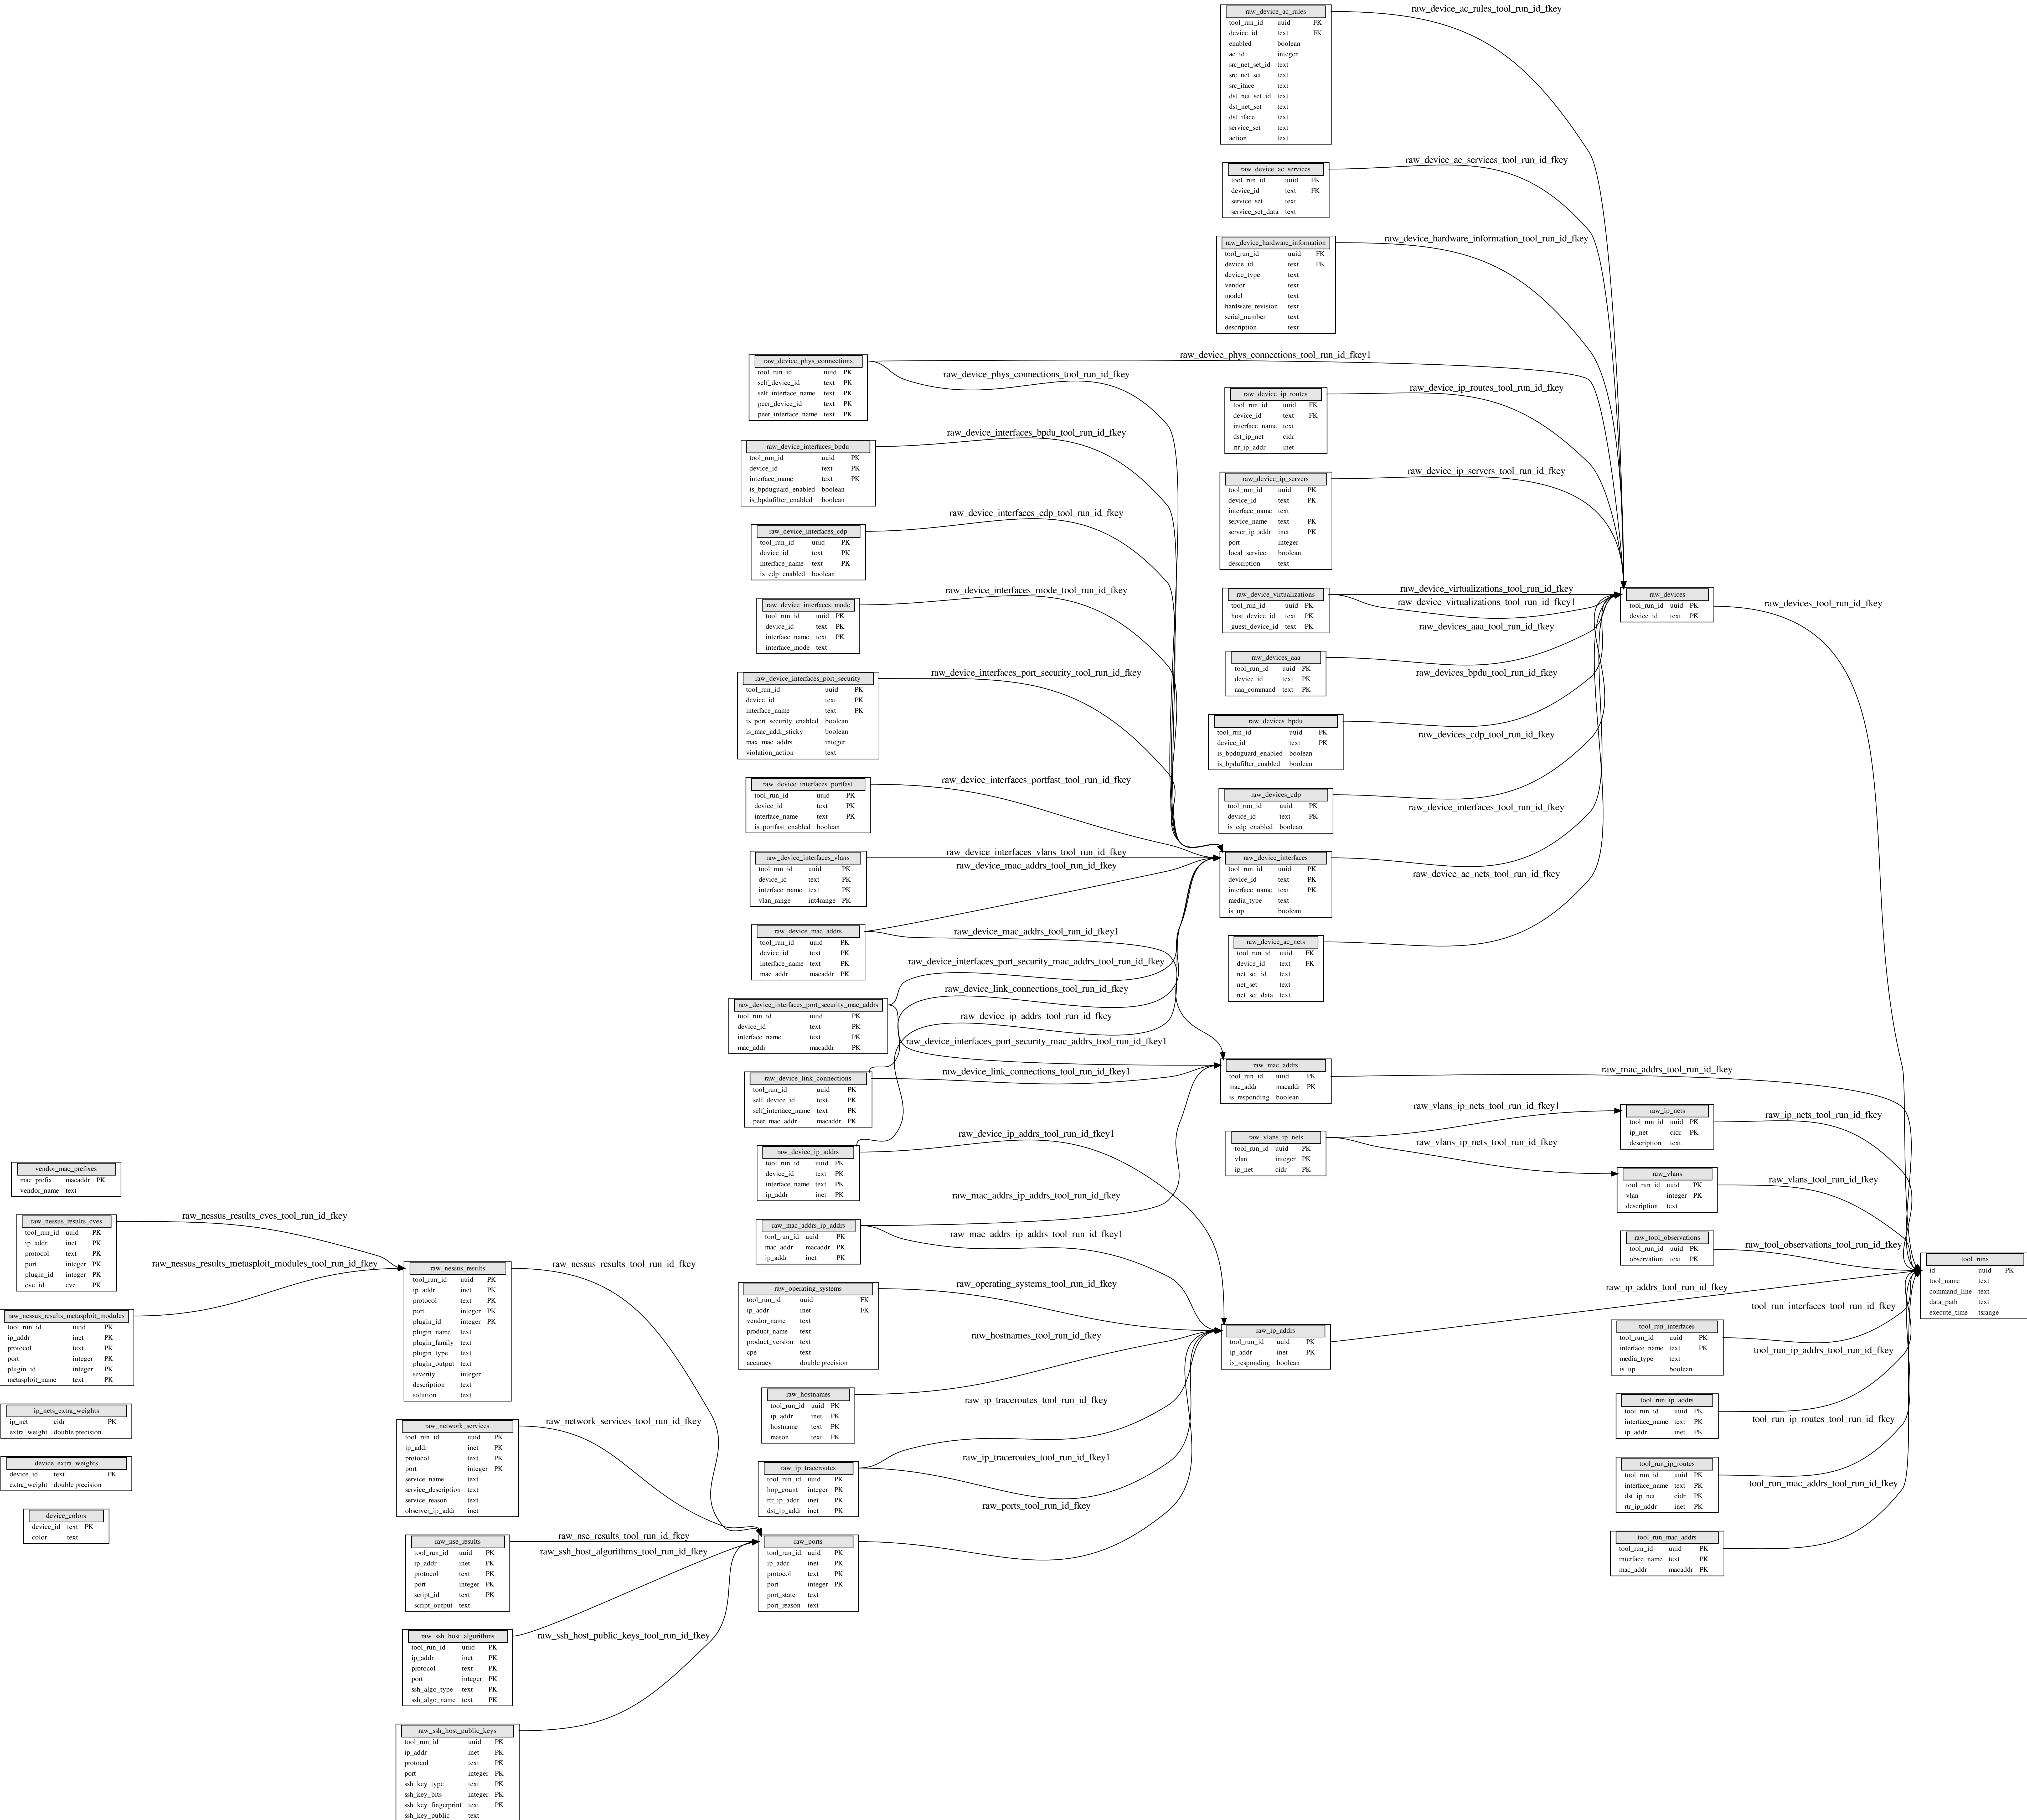 raw_device_ac_rules
tool_run_id uuid FK
device_id text FK
enabled boolean
ac_id integer
src_net_set_id text
src_net_set text
src_iface text
dst_net_set_id text
dst_net_set text
dst_iface text
service_set text
action text
raw_device_ac_rules_tool_run_id_fkey
raw_device_ac_services
tool_run_id uuid FK
device_id text FK
service_set text
service_set_data text
raw_device_ac_services_tool_run_id_fkey
raw_device_hardware_information
tool_run_id uuid FK
device_id text FK
device_type text
vendor text
model text
hardware_revision text
serial_number text
description text
raw_device_hardware_information_tool_run_id_fkey
raw_device_phys_connections
tool_run_id uuid PK
self_device_id text PK
self_interface_name text PK
peer_device_id text PK
peer_interface_name text PK
raw_device_phys_connections_tool_run_id_fkey1
raw_device_phys_connections_tool_run_id_fkey
raw_device_ip_routes
tool_run_id uuid FK
device_id text FK
interface_name text
dst_ip_net cidr
rtr_ip_addr inet
raw_device_ip_routes_tool_run_id_fkey
raw_device_interfaces_bpdu
tool_run_id uuid PK
device_id text PK
interface_name text PK
is_bpduguard_enabled boolean
is_bpdufilter_enabled boolean
raw_device_interfaces_bpdu_tool_run_id_fkey
raw_device_ip_servers
tool_run_id uuid PK
device_id text PK
interface_name text
service_name text PK
server_ip_addr inet PK
port integer
local_service boolean
description text
raw_device_ip_servers_tool_run_id_fkey
raw_device_interfaces_cdp
tool_run_id uuid PK
device_id text PK
interface_name text PK
is_cdp_enabled boolean
raw_device_interfaces_cdp_tool_run_id_fkey
raw_device_interfaces_mode
tool_run_id uuid PK
device_id text PK
interface_name text PK
interface_mode text
raw_device_interfaces_mode_tool_run_id_fkey
raw_device_virtualizations
tool_run_id uuid PK
host_device_id text PK
guest_device_id text PK
raw_device_virtualizations_tool_run_id_fkey
raw_device_virtualizations_tool_run_id_fkey1
raw_devices
tool_run_id uuid PK
device_id text PK
raw_devices_tool_run_id_fkey
raw_devices_aaa_tool_run_id_fkey
raw_devices_aaa
tool_run_id uuid PK
device_id text PK
aaa_command text PK
raw_devices_bpdu_tool_run_id_fkey
raw_device_interfaces_port_security
tool_run_id uuid PK
device_id text PK
interface_name text PK
is_port_security_enabled boolean
is_mac_addr_sticky boolean
max_mac_addrs integer
violation_action text
raw_device_interfaces_port_security_tool_run_id_fkey
raw_devices_bpdu
tool_run_id uuid PK
device_id text PK
is_bpduguard_enabled boolean
is_bpdufilter_enabled boolean
raw_devices_cdp_tool_run_id_fkey
raw_device_interfaces_portfast
tool_run_id uuid PK
device_id text PK
interface_name text PK
is_portfast_enabled boolean
raw_device_interfaces_portfast_tool_run_id_fkey
raw_devices_cdp
tool_run_id uuid PK
device_id text PK
is_cdp_enabled boolean
raw_device_interfaces_tool_run_id_fkey
raw_device_interfaces_vlans
tool_run_id uuid PK
device_id text PK
interface_name text PK
vlan_range int4range PK
raw_device_interfaces_vlans_tool_run_id_fkey
raw_device_mac_addrs_tool_run_id_fkey
raw_device_interfaces
tool_run_id uuid PK
device_id text PK
interface_name text PK
media_type text
is_up boolean
raw_device_ac_nets_tool_run_id_fkey
raw_device_mac_addrs
tool_run_id uuid PK
device_id text PK
interface_name text PK
mac_addr macaddr PK
raw_device_mac_addrs_tool_run_id_fkey1
raw_device_ac_nets
tool_run_id uuid FK
device_id text FK
net_set_id text
net_set text
net_set_data text
raw_device_interfaces_port_security_mac_addrs_tool_run_id_fkey
raw_device_interfaces_port_security_mac_addrs
tool_run_id uuid PK
device_id text PK
interface_name text PK
mac_addr macaddr PK
raw_device_link_connections_tool_run_id_fkey
raw_device_ip_addrs_tool_run_id_fkey
raw_device_interfaces_port_security_mac_addrs_tool_run_id_fkey1
raw_device_link_connections
tool_run_id uuid PK
self_device_id text PK
self_interface_name text PK
peer_mac_addr macaddr PK
raw_device_link_connections_tool_run_id_fkey1
raw_mac_addrs
tool_run_id uuid PK
mac_addr macaddr PK
is_responding boolean
raw_mac_addrs_tool_run_id_fkey
raw_vlans_ip_nets_tool_run_id_fkey1
raw_ip_nets
tool_run_id uuid PK
ip_net cidr PK
description text
raw_ip_nets_tool_run_id_fkey
raw_device_ip_addrs
tool_run_id uuid PK
device_id text PK
interface_name text PK
ip_addr inet PK
raw_device_ip_addrs_tool_run_id_fkey1
raw_vlans_ip_nets
tool_run_id uuid PK
vlan integer PK
ip_net cidr PK
raw_vlans_ip_nets_tool_run_id_fkey
raw_vlans
tool_run_id uuid PK
vlan integer PK
description text
raw_vlans_tool_run_id_fkey
vendor_mac_prefixes
mac_prefix macaddr PK
vendor_name text
raw_nessus_results_cves
tool_run_id uuid PK
ip_addr inet PK
protocol text PK
port integer PK
plugin_id integer PK
cve_id cve PK
raw_nessus_results_cves_tool_run_id_fkey
raw_mac_addrs_ip_addrs_tool_run_id_fkey
raw_mac_addrs_ip_addrs
tool_run_id uuid PK
mac_addr macaddr PK
ip_addr inet PK
raw_mac_addrs_ip_addrs_tool_run_id_fkey1
raw_tool_observations
tool_run_id uuid PK
observation text PK
raw_tool_observations_tool_run_id_fkey
tool_runs
id uuid PK
tool_name text
command_line text
data_path text
execute_time tsrange
raw_nessus_results_metasploit_modules_tool_run_id_fkey
raw_nessus_results
tool_run_id uuid PK
ip_addr inet PK
protocol text PK
port integer PK
plugin_id integer PK
plugin_name text
plugin_family text
plugin_type text
plugin_output text
severity integer
description text
solution text
raw_nessus_results_tool_run_id_fkey
raw_operating_systems
tool_run_id uuid FK
ip_addr inet FK
vendor_name text
product_name text
product_version text
cpe text
accuracy double precision
raw_operating_systems_tool_run_id_fkey
raw_ip_addrs_tool_run_id_fkey
raw_nessus_results_metasploit_modules
tool_run_id uuid PK
ip_addr inet PK
protocol text PK
port integer PK
plugin_id integer PK
metasploit_name text PK
raw_hostnames_tool_run_id_fkey
raw_ip_addrs
tool_run_id uuid PK
ip_addr inet PK
is_responding boolean
tool_run_interfaces_tool_run_id_fkey
tool_run_interfaces
tool_run_id uuid PK
interface_name text PK
media_type text
is_up boolean
tool_run_ip_addrs_tool_run_id_fkey
raw_hostnames
tool_run_id uuid PK
ip_addr inet PK
hostname text PK
reason text PK
raw_ip_traceroutes_tool_run_id_fkey
tool_run_ip_addrs
tool_run_id uuid PK
interface_name text PK
ip_addr inet PK
tool_run_ip_routes_tool_run_id_fkey
ip_nets_extra_weights
ip_net cidr PK
extra_weight double precision
raw_network_services
tool_run_id uuid PK
ip_addr inet PK
protocol text PK
port integer PK
service_name text
service_description text
service_reason text
observer_ip_addr inet
raw_network_services_tool_run_id_fkey
device_extra_weights
device_id text PK
extra_weight double precision
raw_ip_traceroutes
tool_run_id uuid PK
hop_count integer PK
rtr_ip_addr inet PK
dst_ip_addr inet PK
raw_ip_traceroutes_tool_run_id_fkey1
raw_ports_tool_run_id_fkey
tool_run_ip_routes
tool_run_id uuid PK
interface_name text PK
dst_ip_net cidr PK
rtr_ip_addr inet PK
tool_run_mac_addrs_tool_run_id_fkey
device_colors
device_id text PK
color text
raw_nse_results
tool_run_id uuid PK
ip_addr inet PK
protocol text PK
port integer PK
script_id text PK
script_output text
raw_nse_results_tool_run_id_fkey
raw_ssh_host_algorithms_tool_run_id_fkey
raw_ports
tool_run_id uuid PK
ip_addr inet PK
protocol text PK
port integer PK
port_state text
port_reason text
tool_run_mac_addrs
tool_run_id uuid PK
interface_name text PK
mac_addr macaddr PK
raw_ssh_host_algorithms
tool_run_id uuid PK
ip_addr inet PK
protocol text PK
port integer PK
ssh_algo_type text PK
ssh_algo_name text PK
raw_ssh_host_public_keys_tool_run_id_fkey
raw_ssh_host_public_keys
tool_run_id uuid PK
ip_addr inet PK
protocol text PK
port integer PK
ssh_key_type text PK
ssh_key_bits integer PK
ssh_key_fingerprint text PK
ssh_key_public text